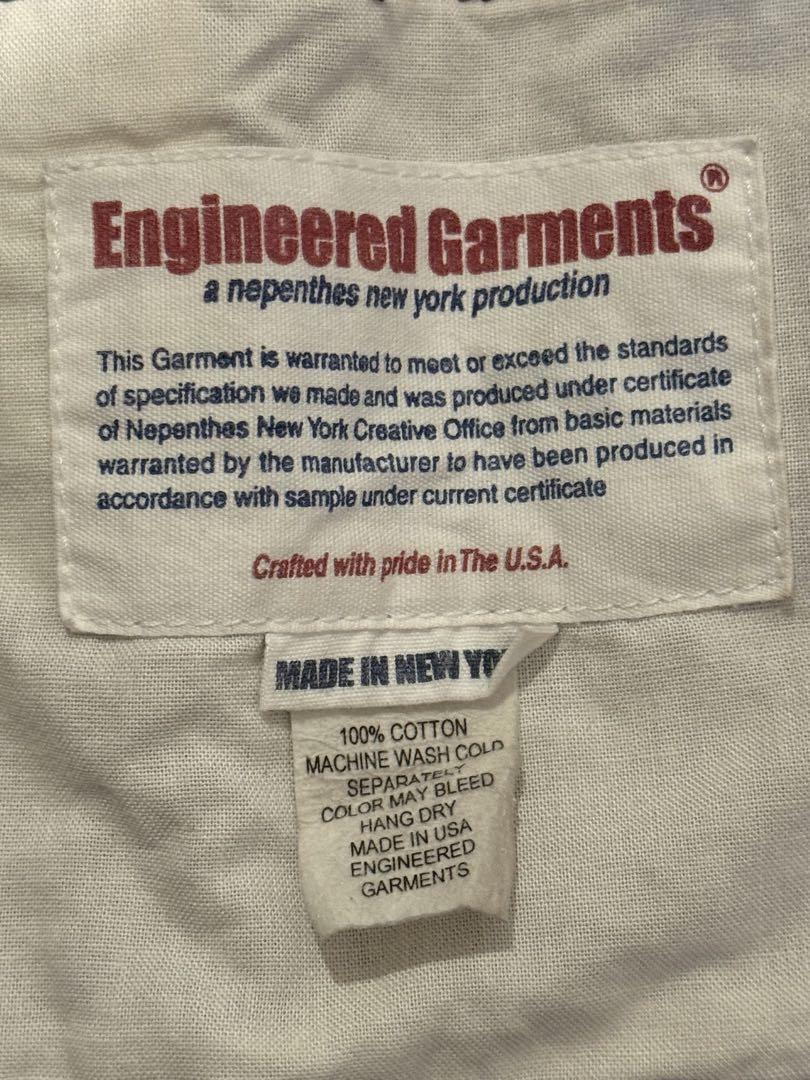 Engineered Garments®
a nepenthes new york production
This Garment is warranted to meet or exceed the standards
of specification we made and was produced under certificate
of Nepenthes New York Creative Office from basic materials
warranted by the manufacturer to have been produced in
accordance with sample under current certificate
Crafted with pride in The U.S.A.
MADE IN NEW YO
100% COTTON
MACHINE WASH COLD
SEPARATELY
COLOR MAY BLEED
HANG DRY
MADE IN USA
ENGINEERED
GARMENTS